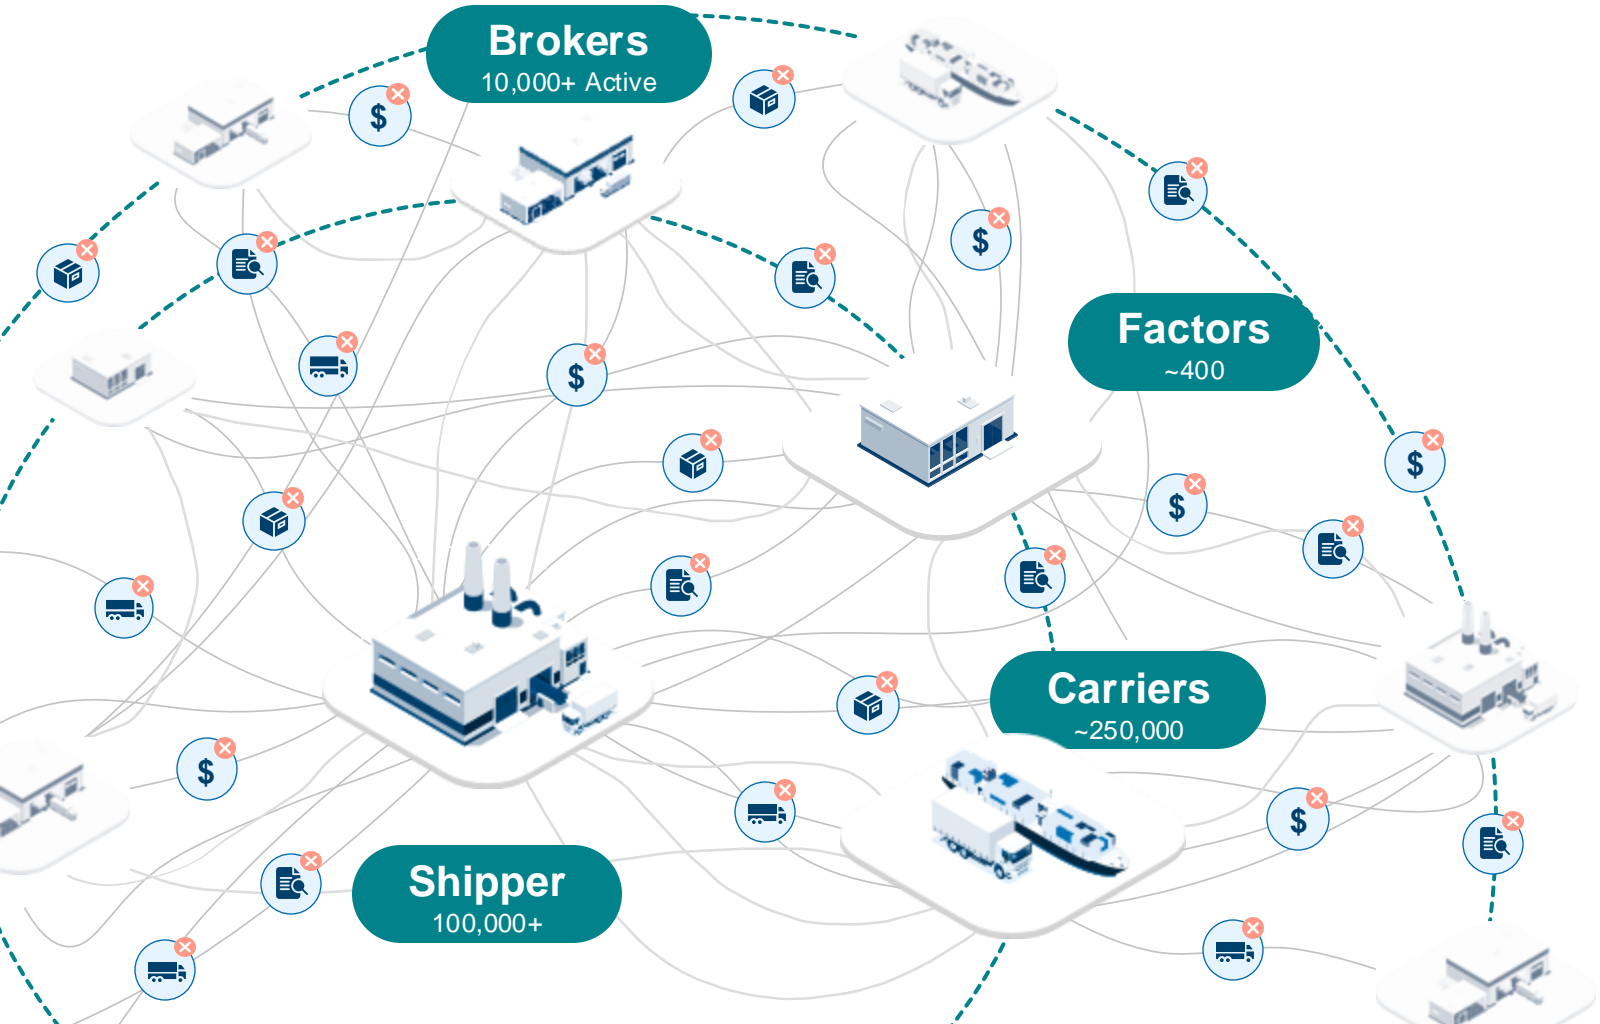 Brokers
10,000+ Active
$
$
Factors
~400
$
$
$
Carriers
~250,000
$
$
Shipper
100,000+